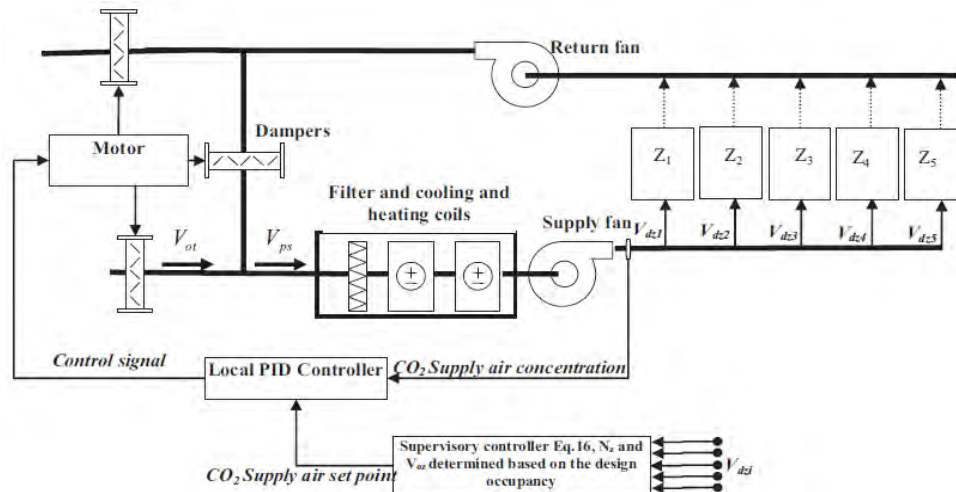 Return fan
Motor
Dampers
Z1
Z2
Z3
Z4
Z5
Filter and cooling and
heating coils
Supply fan
Vot
Vps
Vdz1
Vdz2
Vdz3
Vdz4
Vdz5
Control signal
Local PID Controller
CO2 Supply air concentration
Supervisory controller Eq.16, Nz and
Voz determined based on the design
occupancy
CO2 Supply air set point
Vdzi